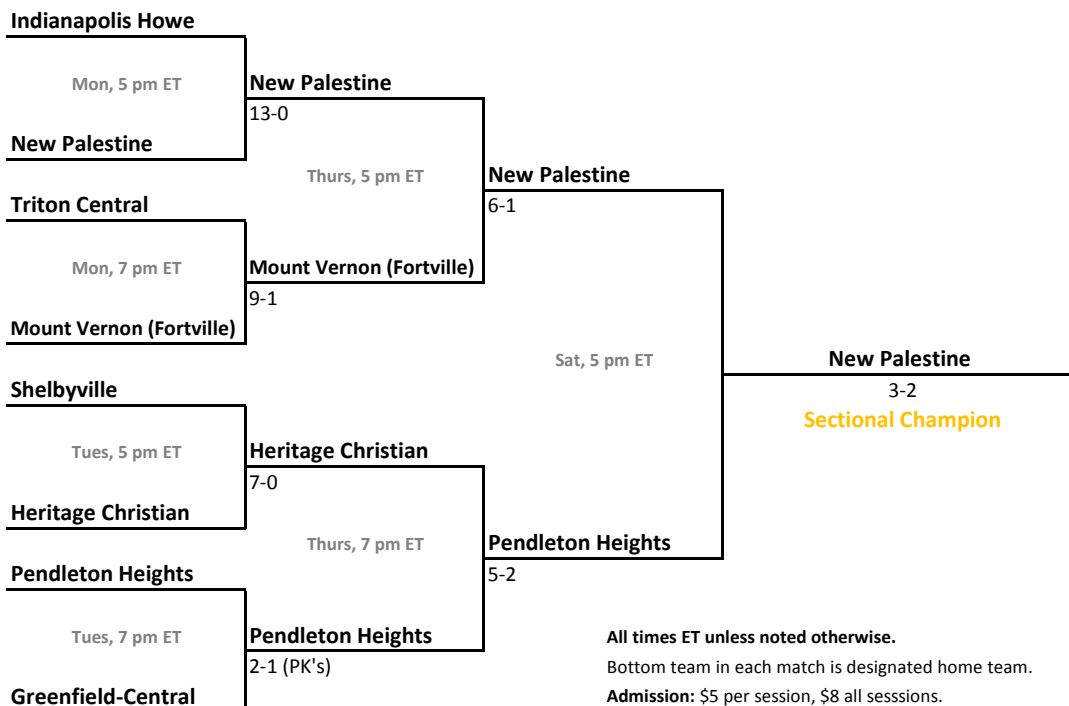 Indianapolis Howe
Mon, 5 pm ET
New Palestine
13-0
New Palestine
Thurs, 5 pm ET
New Palestine
6-1
Triton Central
Mon, 7 pm ET
Mount Vernon (Fortville)
9-1
Mount Vernon (Fortville)
Sat, 5 pm ET
New Palestine
3-2
Sectional Champion
Shelbyville
Tues, 5 pm ET
Heritage Christian
7-0
Heritage Christian
Thurs, 7 pm ET
Pendleton Heights
5-2
Pendleton Heights
Tues, 7 pm ET
Pendleton Heights
2-1 (PK's)
Greenfield-Central
All times ET unless noted otherwise.
Bottom team in each match is designated home team.
Admission: $5 per session, $8 all sesssions.